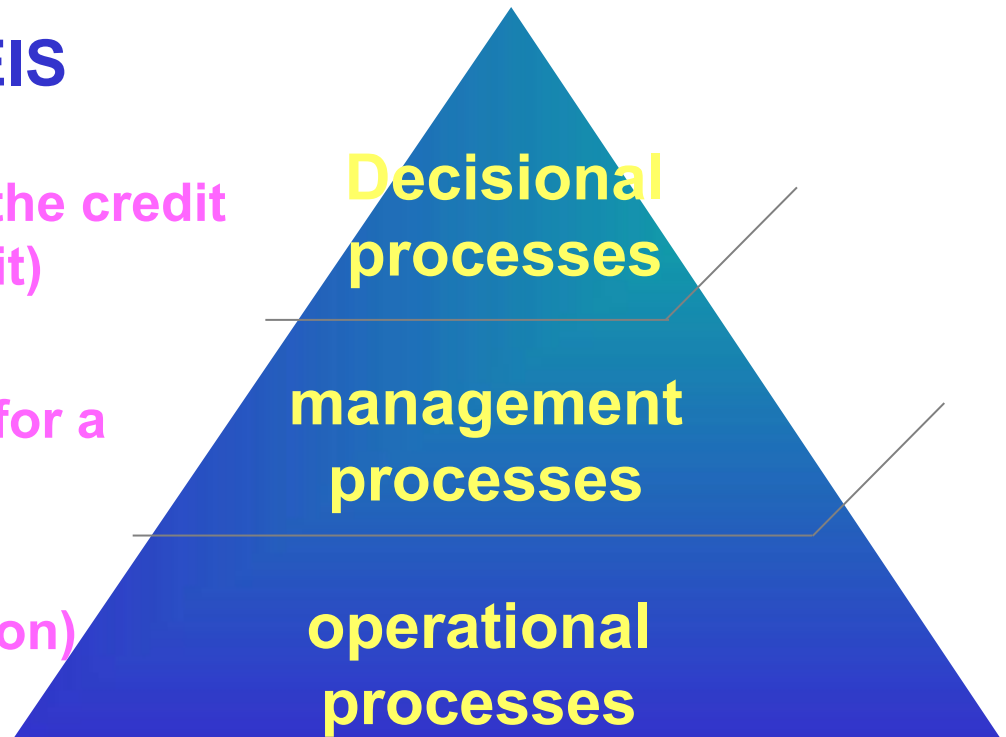 EIS
the credit
it)
for a
on)
Decisional
processes
management
processes
operational
processes